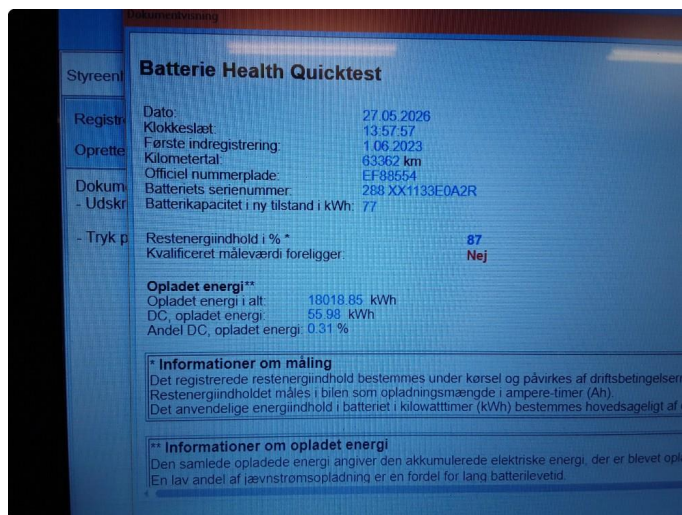 Dokumentvisning
Batterie Health Quicktest
Styreenh
Dato: 27.05.2026
Klokkeslæt: 13:57:57
Første indregistrering: 1.06.2023
Kilometertal: 63362 km
Officiel nummerplade: EF88554
Batteriets serienummer: 288 XX1133E0A2R
Batterikapacitet i ny tilstand i kWh: 77
Registre
Oprette
Dokum
- Udskr
- Tryk p
Restenergiindhold i % * 87
Kvalificeret måleværdi foreligger: Nej
Opladet energi**
Opladet energi i alt: 18018.85 kWh
DC, opladet energi: 55.98 kWh
Andel DC, opladet energi: 0.31 %
* Informationer om måling
Det registrerede restenergiindhold bestemmes under kørsel og påvirkes af driftsbetingelsern
Restenergiindholdet måles i bilen som opladningsmængde i ampere-timer (Ah).
Det anvendelige energiindhold i batteriet i kilowatttimer (kWh) bestemmes hovedsageligt af
** Informationer om opladet energi
Den samlede opladede energi angiver den akkumulerede elektriske energi, der er blevet opla
En lav andel af jævnstrømsopladning er en fordel for lang batterilevetid.